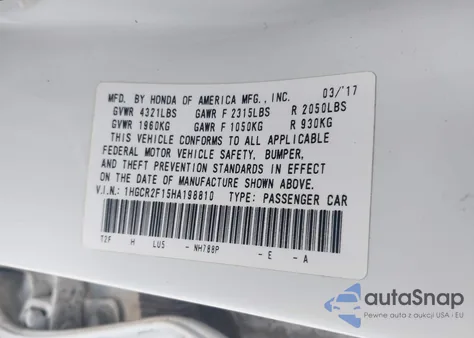 MFD. BY HONDA OF AMERICA MFG., INC. 03/'17
GVWR 4321LBS GAWR F 2315LBS R 2050LBS
GVWR 1960KG GAWR F 1050KG R 930KG
THIS VEHICLE CONFORMS TO ALL APPLICABLE
FEDERAL MOTOR VEHICLE SAFETY, BUMPER,
AND THEFT PREVENTION STANDARDS IN EFFECT
ON THE DATE OF MANUFACTURE SHOWN ABOVE.
V.I.N.: 1HGCR2F15HA198810 TYPE: PASSENGER CAR
T2F H LU5 - NH788P - E - A
autoSnap
Pewne auta z aukcji USA i EU